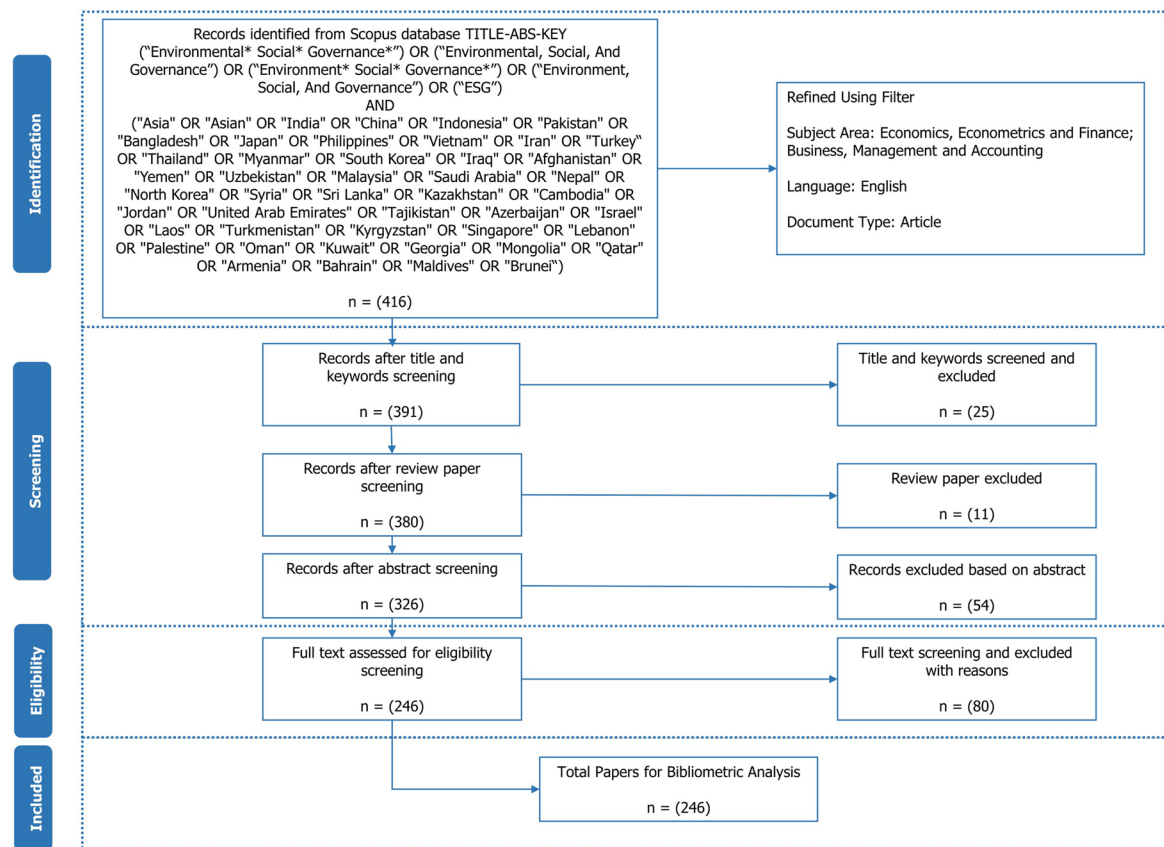 Identification
Records identified from Scopus database TITLE-ABS-KEY
(“Environmental* Social* Governance*”) OR (“Environmental, Social, And
Governance”) OR (“Environment* Social* Governance*”) OR (“Environment,
Social, And Governance”) OR (“ESG”)
AND
("Asia" OR "Asian" OR "India" OR "China" OR "Indonesia" OR "Pakistan" OR
"Bangladesh" OR "Japan" OR "Philippines" OR "Vietnam" OR "Iran" OR "Turkey“
OR "Thailand" OR "Myanmar" OR "South Korea" OR "Iraq" OR "Afghanistan" OR
"Yemen" OR "Uzbekistan" OR "Malaysia" OR "Saudi Arabia" OR "Nepal" OR
"North Korea" OR "Syria" OR "Sri Lanka" OR "Kazakhstan" OR "Cambodia" OR
"Jordan" OR "United Arab Emirates" OR "Tajikistan" OR "Azerbaijan" OR "Israel"
OR "Laos" OR "Turkmenistan" OR "Kyrgyzstan" OR "Singapore" OR "Lebanon"
OR "Palestine" OR "Oman" OR "Kuwait" OR "Georgia" OR "Mongolia" OR "Qatar"
OR "Armenia" OR "Bahrain" OR "Maldives" OR "Brunei“)
n = (416)
Refined Using Filter
Subject Area: Economics, Econometrics and Finance;
Business, Management and Accounting
Language: English
Document Type: Article
Screening
Records after title and
keywords screening
n = (391)
Title and keywords screened and
excluded
n = (25)
Records after review paper
screening
n = (380)
Review paper excluded
n = (11)
Records after abstract screening
n = (326)
Records excluded based on abstract
n = (54)
Eligibility
Full text assessed for eligibility
screening
n = (246)
Full text screening and excluded
with reasons
n = (80)
Included
Total Papers for Bibliometric Analysis
n = (246)